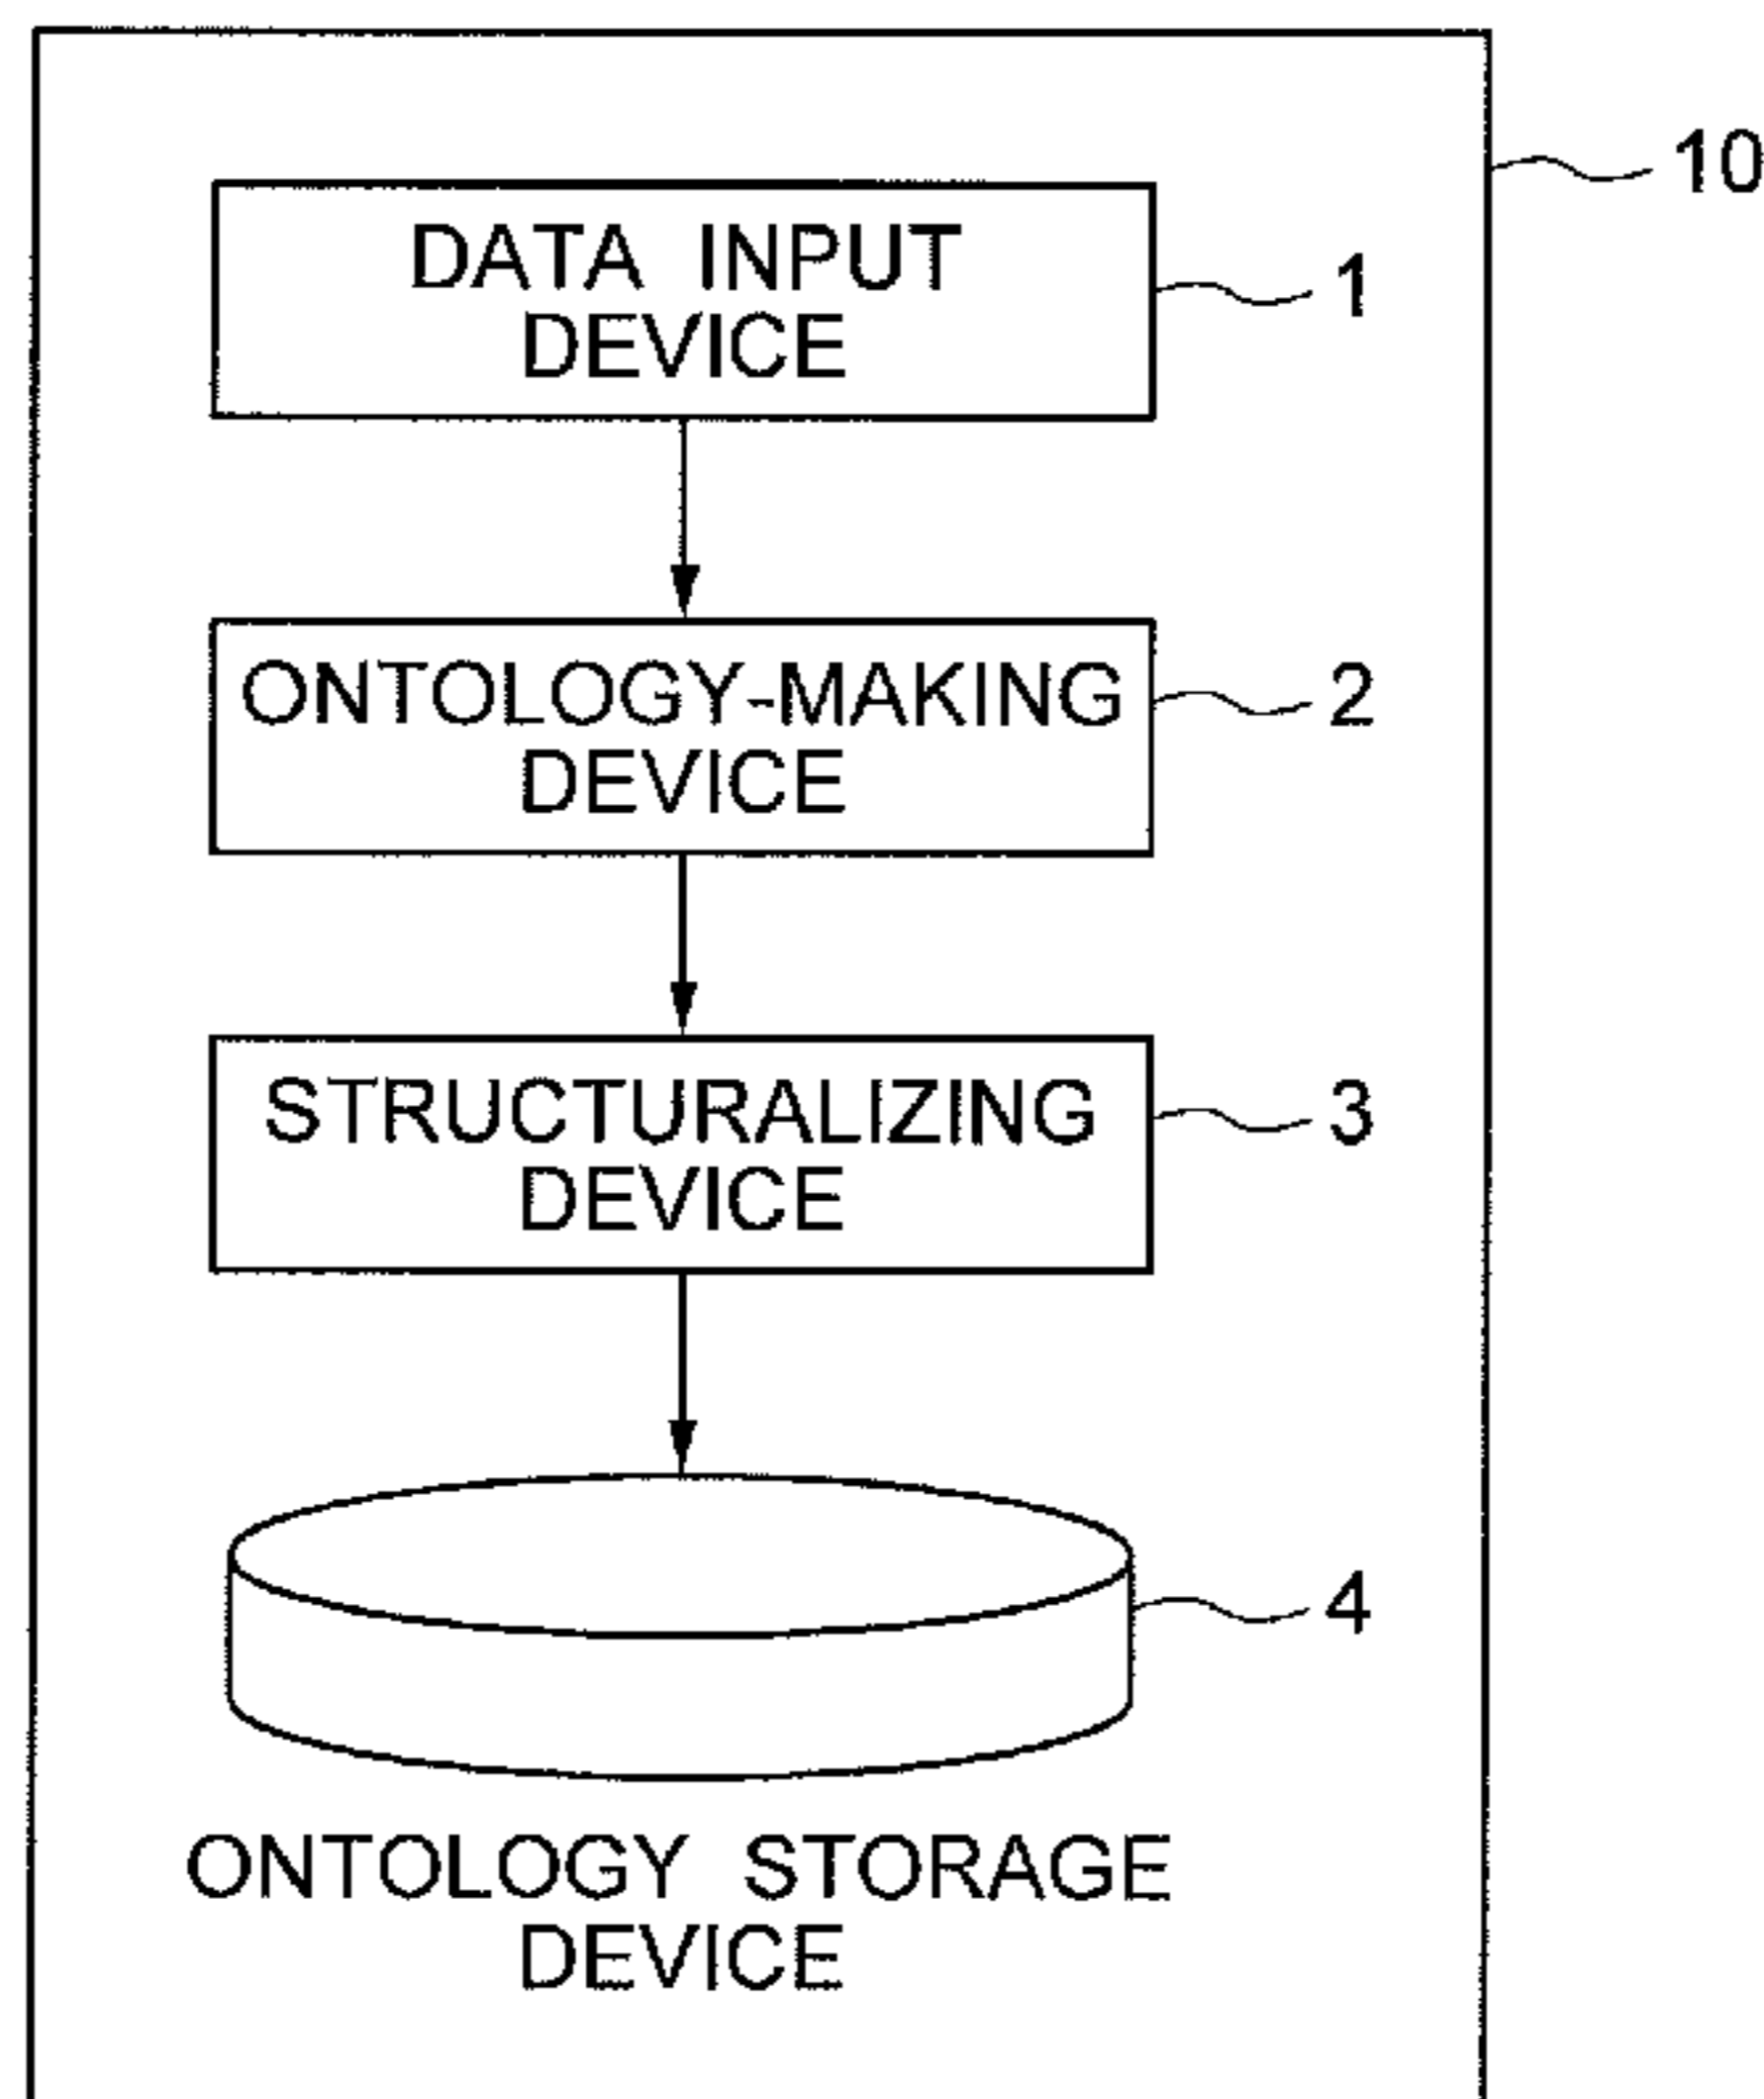 10
DATA INPUT
DEVICE
1
ONTOLOGY-MAKING
DEVICE
2
STRUCTURALIZING
DEVICE
3
4
ONTOLOGY STORAGE
DEVICE